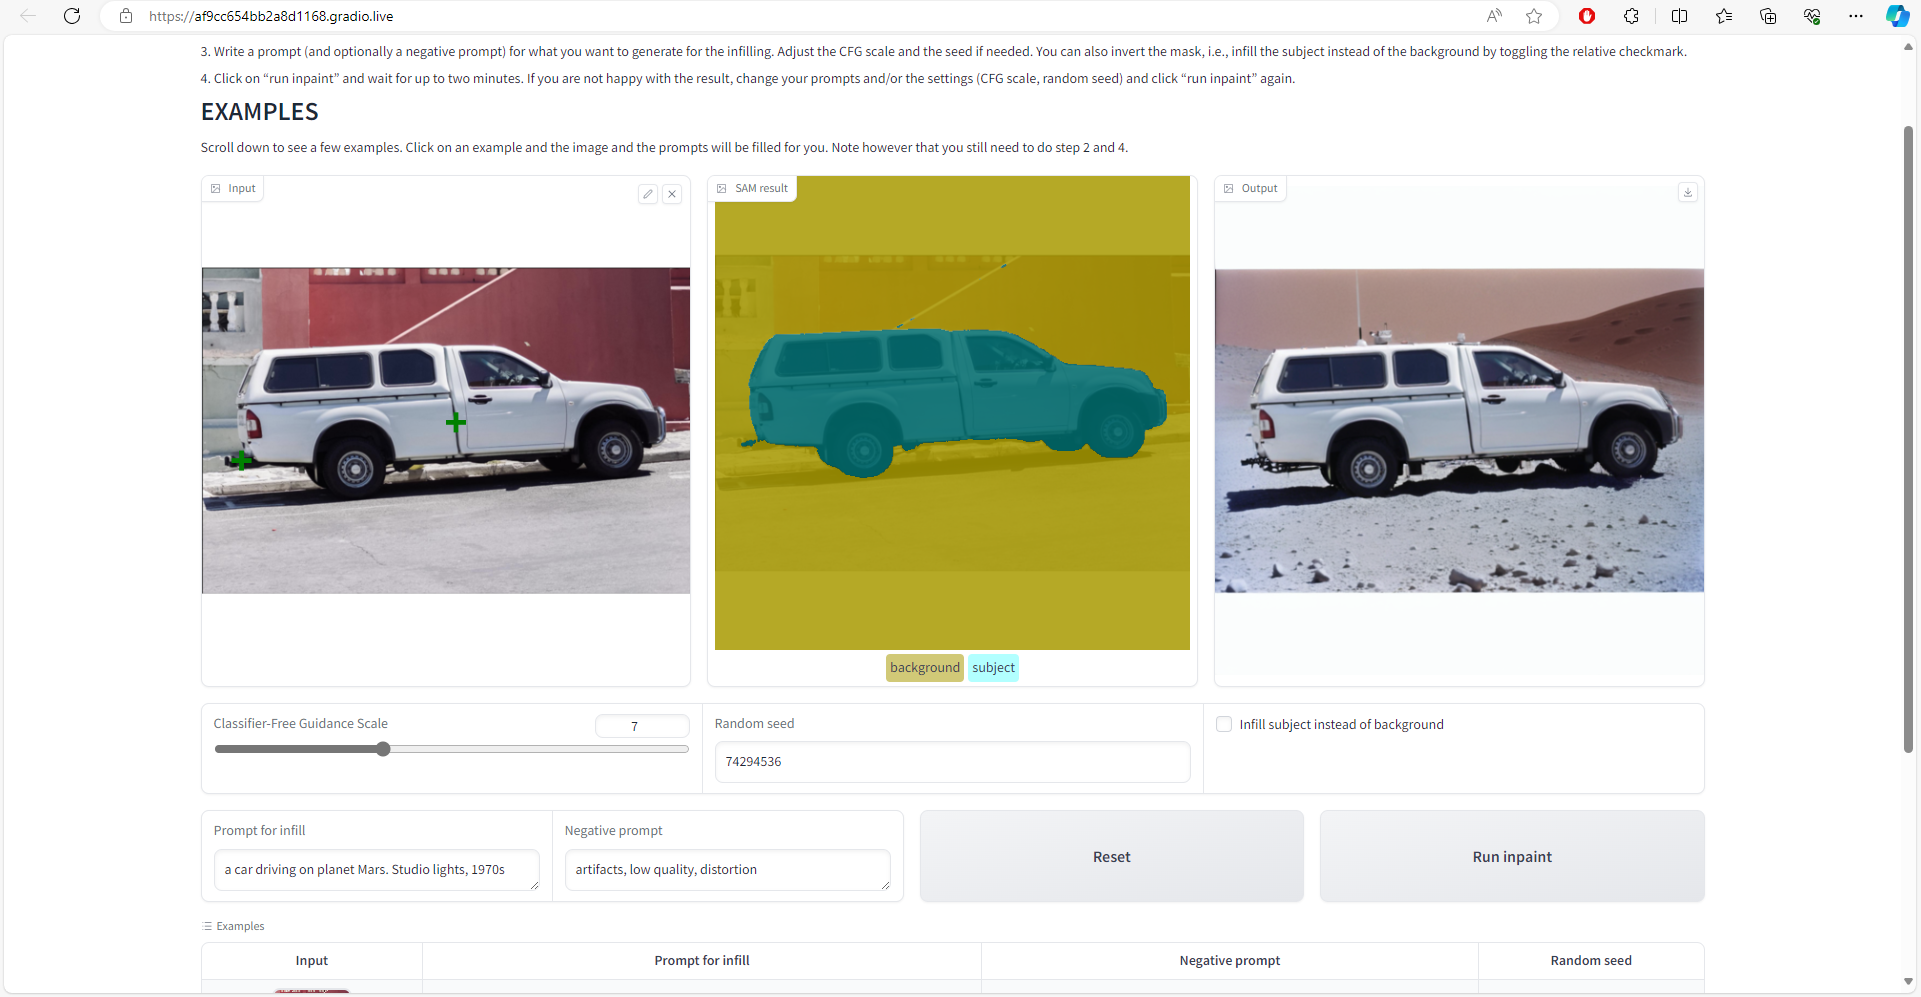 https://af9cc654bb2a8d1168.gradio.live
3. Write a prompt (and optionally a negative prompt) for what you want to generate for the infilling. Adjust the CFG scale and the seed if needed. You can also invert the mask, i.e., infill the subject instead of the background by toggling the relative checkmark.
4. Click on “run inpaint” and wait for up to two minutes. If you are not happy with the result, change your prompts and/or the settings (CFG scale, random seed) and click “run inpaint” again.
EXAMPLES
Scroll down to see a few examples. Click on an example and the image and the prompts will be filled for you. Note however that you still need to do step 2 and 4.
Input
SAM result
Output
background subject
Classifier-Free Guidance Scale
7
Random seed
74294536
Infill subject instead of background
Prompt for infill
a car driving on planet Mars. Studio lights, 1970s
Negative prompt
artifacts, low quality, distortion
Reset
Run inpaint
Examples
Input Prompt for infill Negative prompt Random seed